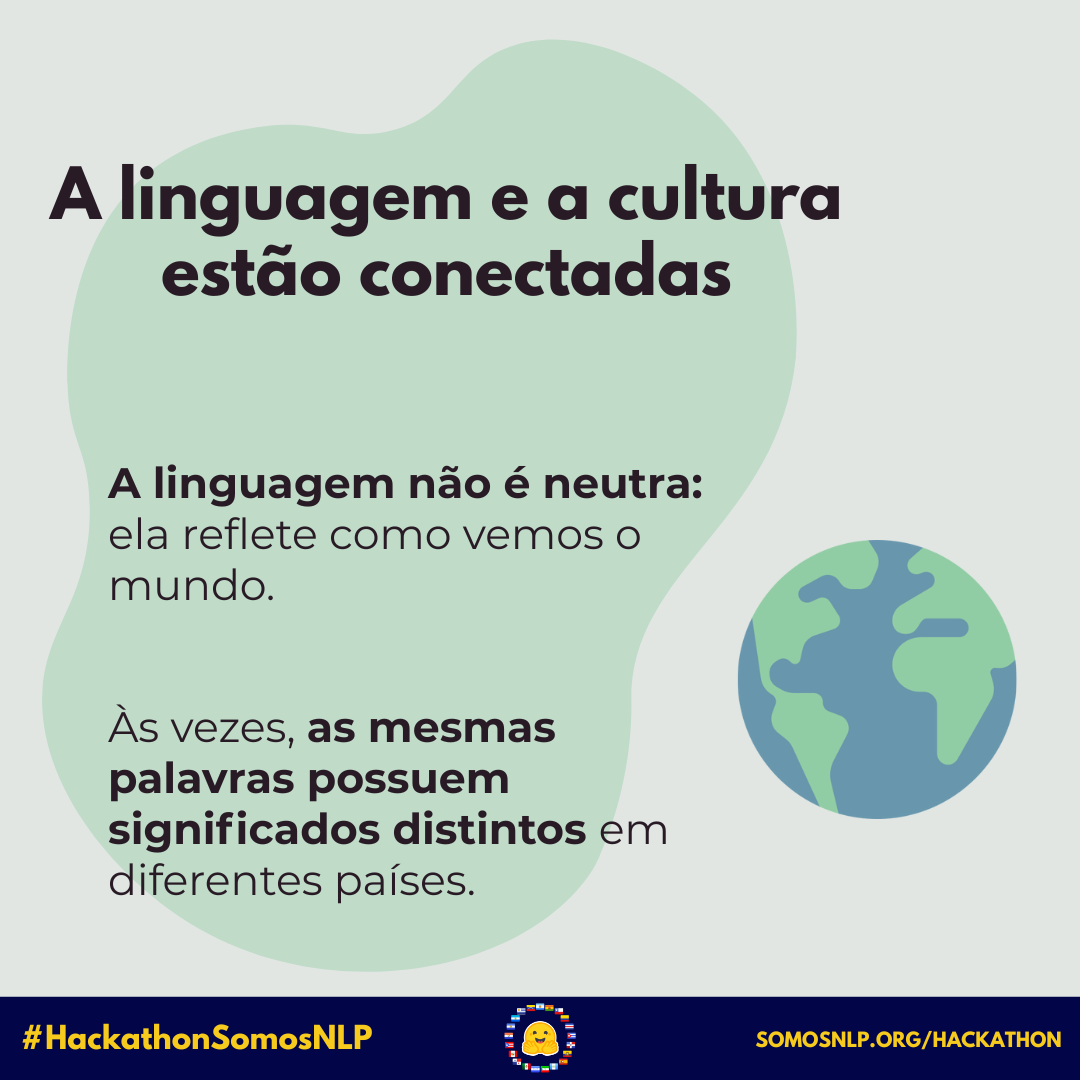 A linguagem e a cultura
estão conectadas
A linguagem não é neutra:
ela reflete como vemos o
mundo.
Às vezes, as mesmas
palavras possuem
significados distintos em
diferentes países.
#HackathonSomosNLP
SOMOSNLP.ORG/HACKATHON